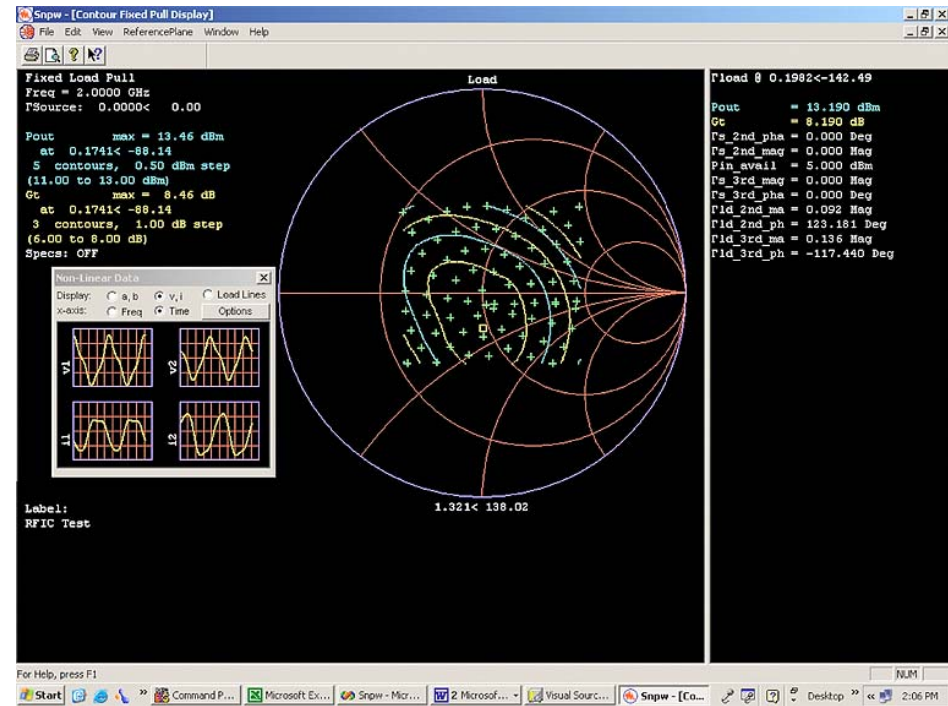 Snpw - [Contour Fixed Pull Display]
File Edit View ReferencePlane Window Help
Fixed Load Pull
Freq = 2.0000 GHz
ΓSource: 0.0000< 0.00
Pout max = 13.46 dBm
at 0.1741< -88.14
5 contours, 0.50 dBm step
(11.00 to 13.00 dBm)
Gt max = 8.46 dB
at 0.1741< -88.14
3 contours, 1.00 dB step
(6.00 to 8.00 dB)
Specs: OFF
Non-Linear Data
Display: a,b v,i Load Lines
x-axis: Freq Time Options
v1
v2
i1
i2
Label:
RFIC Test
Load
1.321< 138.02
Γload @ 0.1982<-142.49
Pout = 13.190 dBm
Gt = 8.190 dB
Γs_2nd_pha = 0.000 Deg
Γs_2nd_mag = 0.000 Mag
Pin_avail = 5.000 dBm
Γs_3rd_mag = 0.000 Mag
Γs_3rd_pha = 0.000 Deg
Γld_2nd_ma = 0.092 Mag
Γld_2nd_ph = 123.181 Deg
Γld_3rd_ma = 0.136 Mag
Γld_3rd_ph = -117.440 Deg
For Help, press F1
NUM
Start » Command P... Microsoft Ex... Snpw - Micr... 2 Microsof... Visual Sourc... Snpw - [Co... Desktop » « 2:06 PM